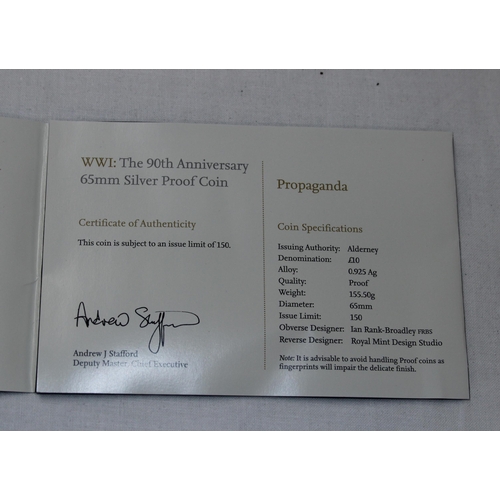 WWI: The 90th Anniversary
65mm Silver Proof Coin
Certificate of Authenticity
This coin is subject to an issue limit of 150.
Andrew Stafford
Andrew J Stafford
Deputy Master, Chief Executive
Propaganda
Coin Specifications
Issuing Authority: Alderney
Denomination: £10
Alloy: 0.925 Ag
Quality: Proof
Weight: 155.50g
Diameter: 65mm
Issue Limit: 150
Obverse Designer: Ian Rank-Broadley FRBS
Reverse Designer: Royal Mint Design Studio
Note: It is advisable to avoid handling Proof coins as
fingerprints will impair the delicate finish.